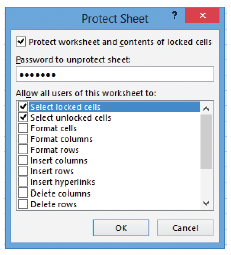 Protect Sheet
? ×
Protect worksheet and contents of locked cells
Password to unprotect sheet:
•••••••
Allow all users of this worksheet to:
Select locked cells
Select unlocked cells
Format cells
Format columns
Format rows
Insert columns
Insert rows
Insert hyperlinks
Delete columns
Delete rows
OK Cancel